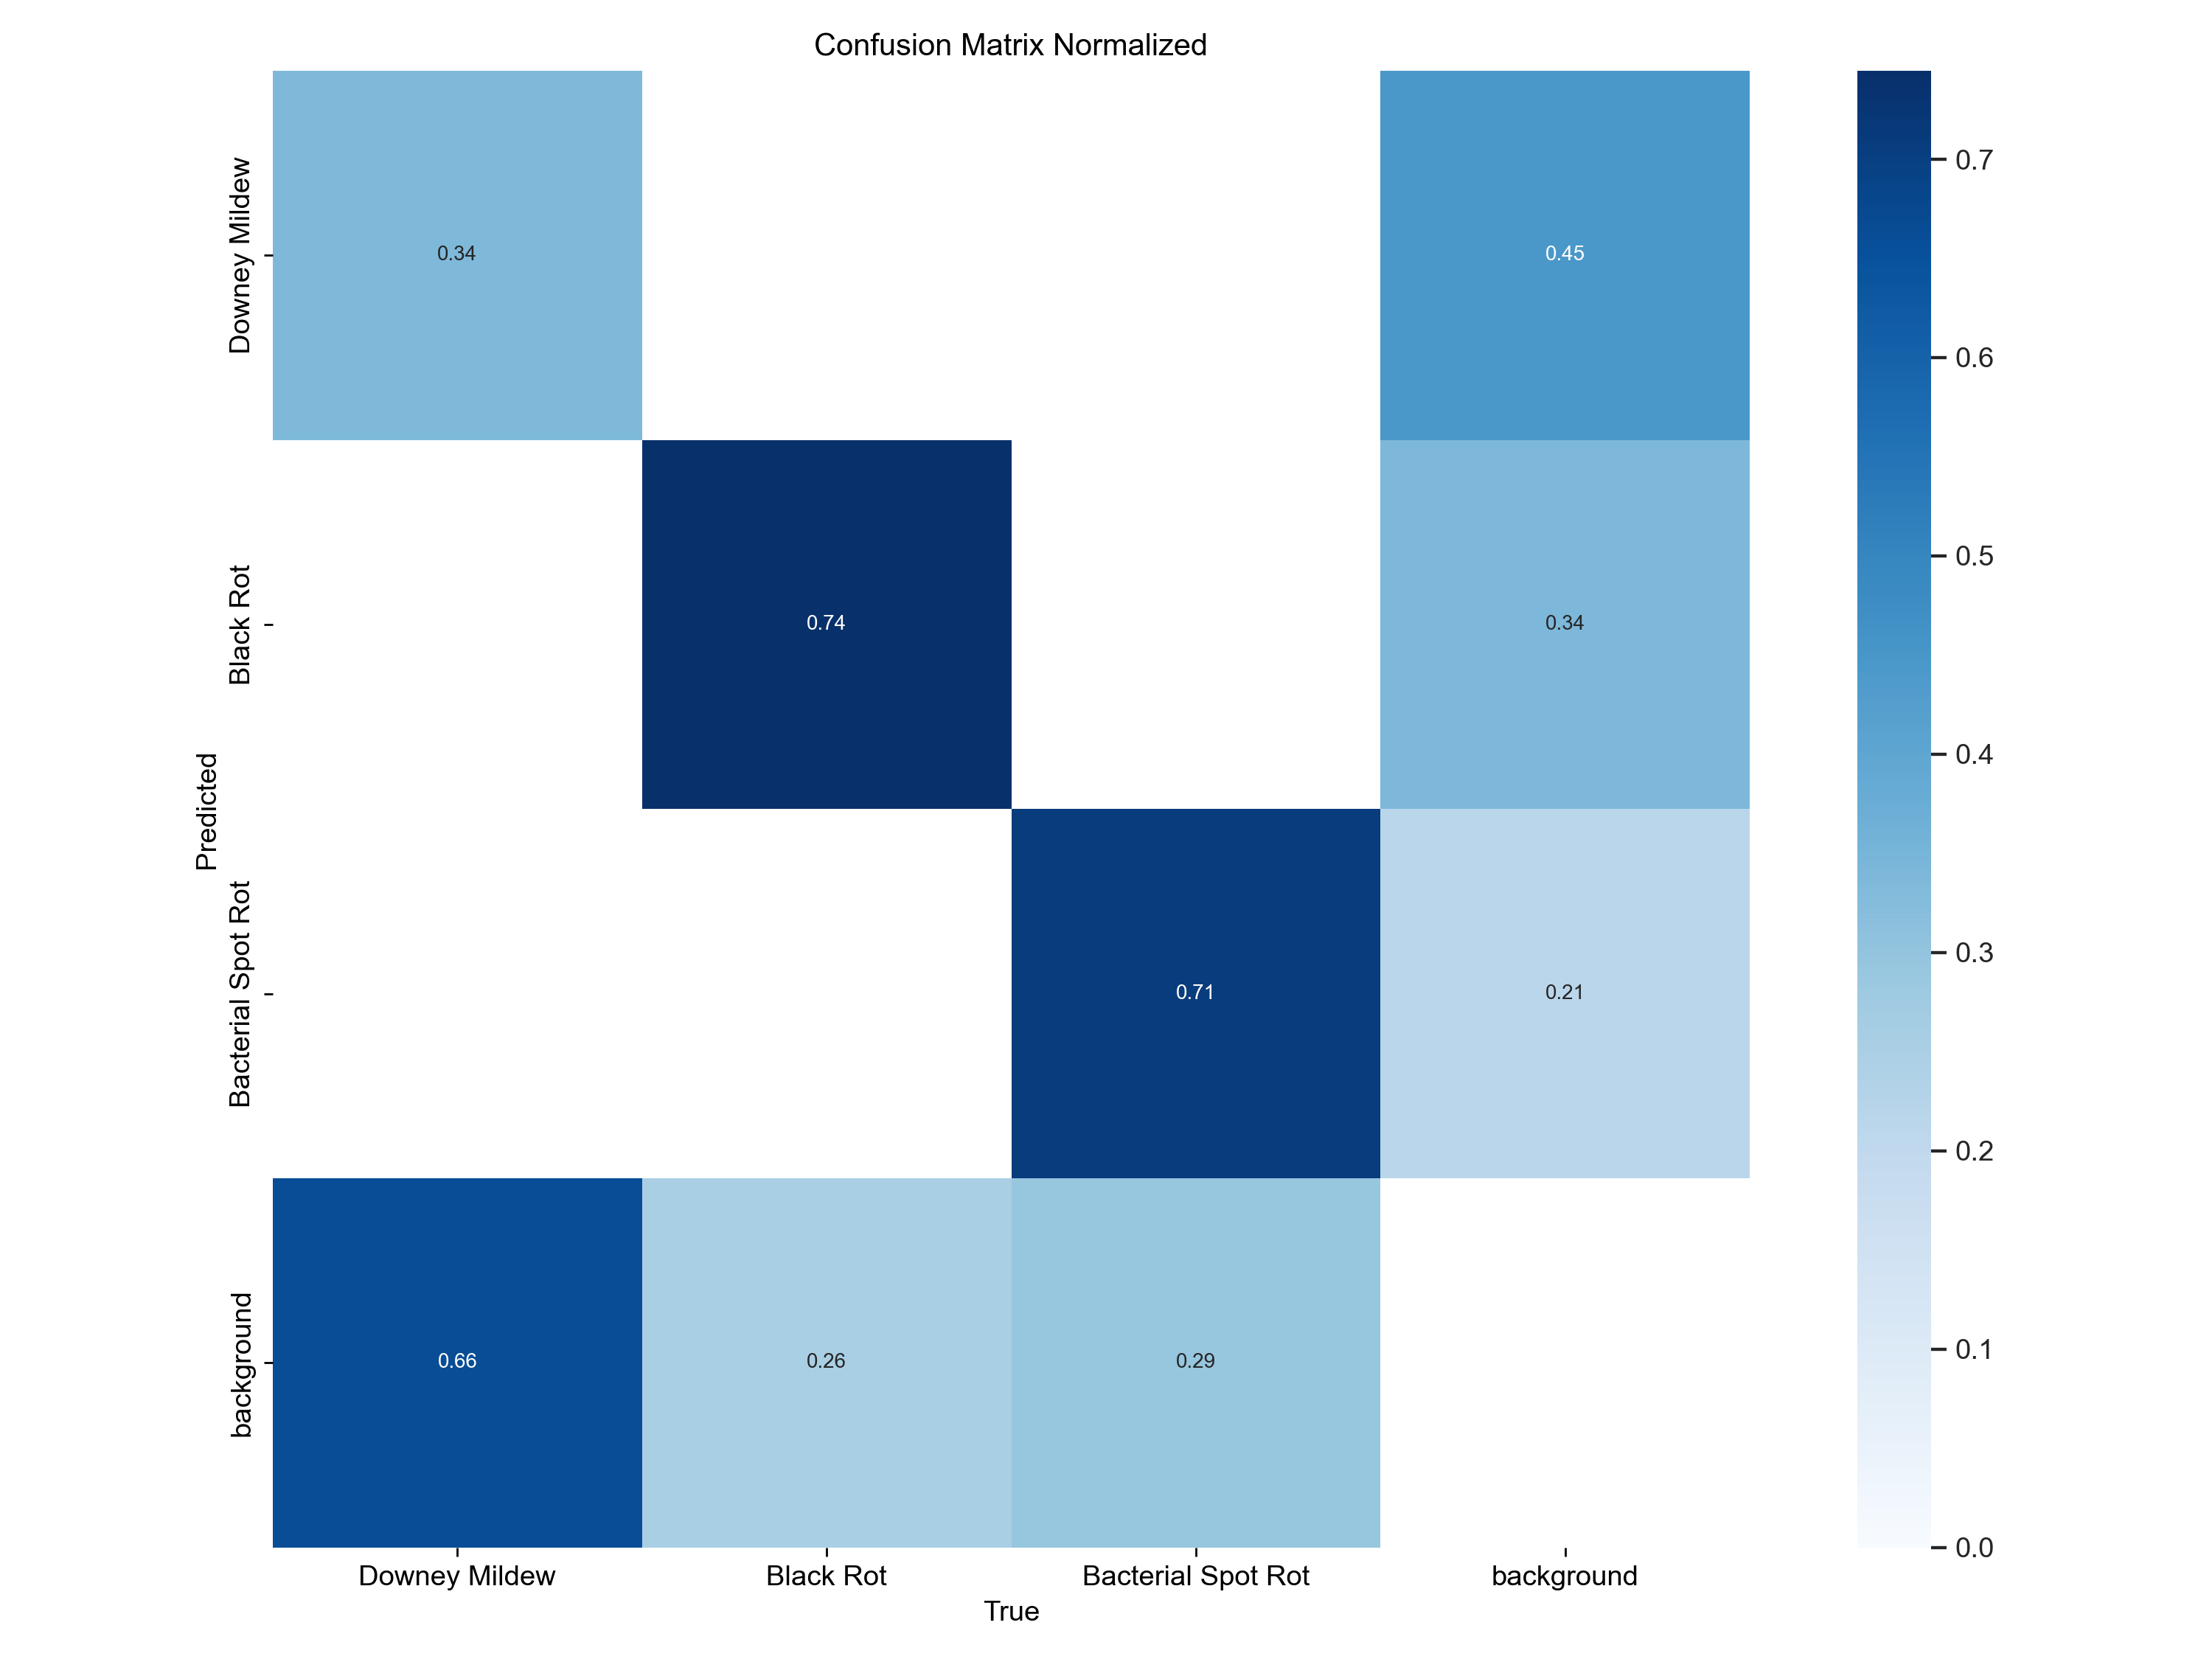 Confusion Matrix Normalized
Downey Mildew
0.34
0.45
Black Rot
0.74
0.34
Predicted
Bacterial Spot Rot
0.71
0.21
background
0.66
0.26
0.29
Downey Mildew
Black Rot
Bacterial Spot Rot
background
True
0.7
0.6
0.5
0.4
0.3
0.2
0.1
0.0